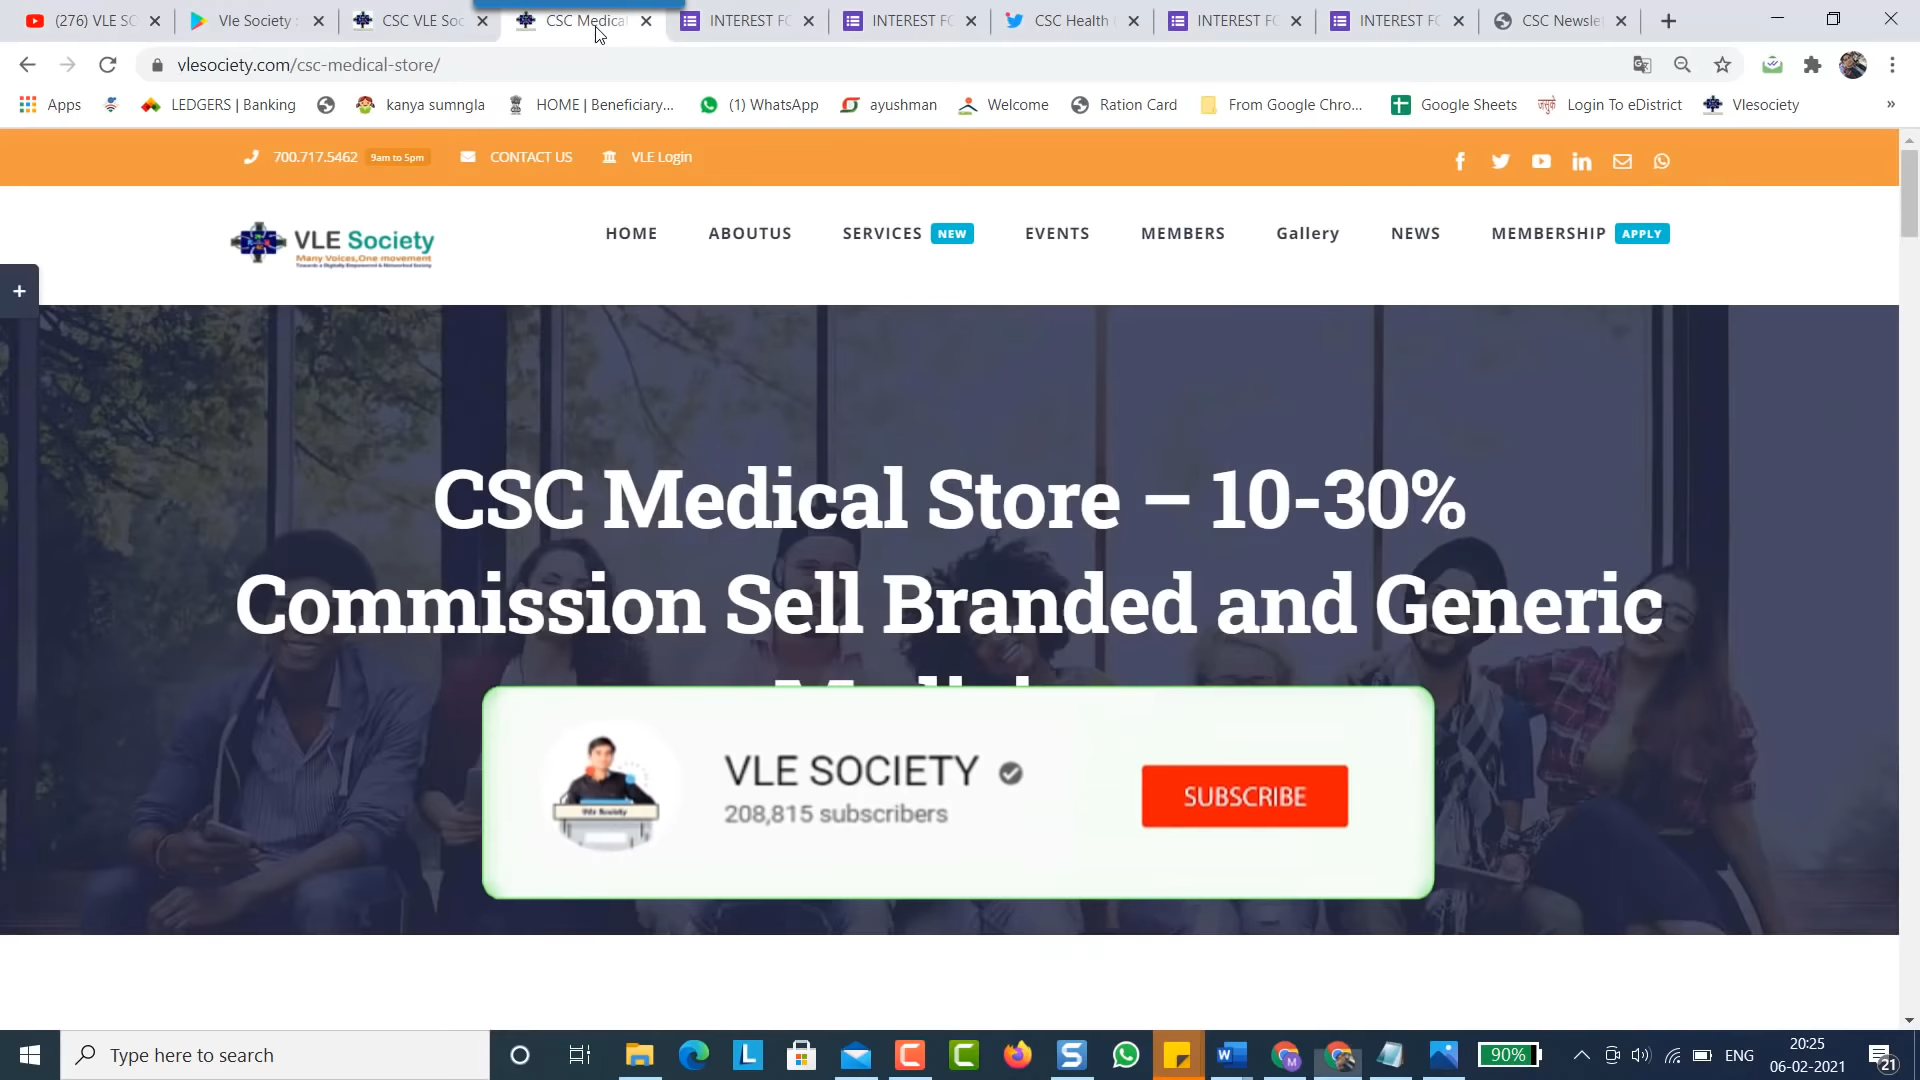 (276) VLE SC
Vle Society
CSC VLE Soc
CSC Medical
INTEREST FO
INTEREST FO
CSC Health
INTEREST FO
INTEREST FO
CSC Newslet
vlesociety.com/csc-medical-store/
Apps
LEDGERS | Banking
kanya sumngla
HOME | Beneficiary...
(1) WhatsApp
ayushman
Welcome
Ration Card
From Google Chro...
Google Sheets
Login To eDistrict
Vlesociety
»
700.717.5462
9am to 5pm
CONTACT US
VLE Login
VLE Society
Many Voices,One movement
Towards a Digitally Empowered & Networked Society
HOME
ABOUTUS
SERVICES NEW
EVENTS
MEMBERS
Gallery
NEWS
MEMBERSHIP APPLY
CSC Medical Store – 10-30%
Commission Sell Branded and Generic
VLE SOCIETY
208,815 subscribers
SUBSCRIBE
Vle Society
Type here to search
90%
ENG
20:25
06-02-2021
21